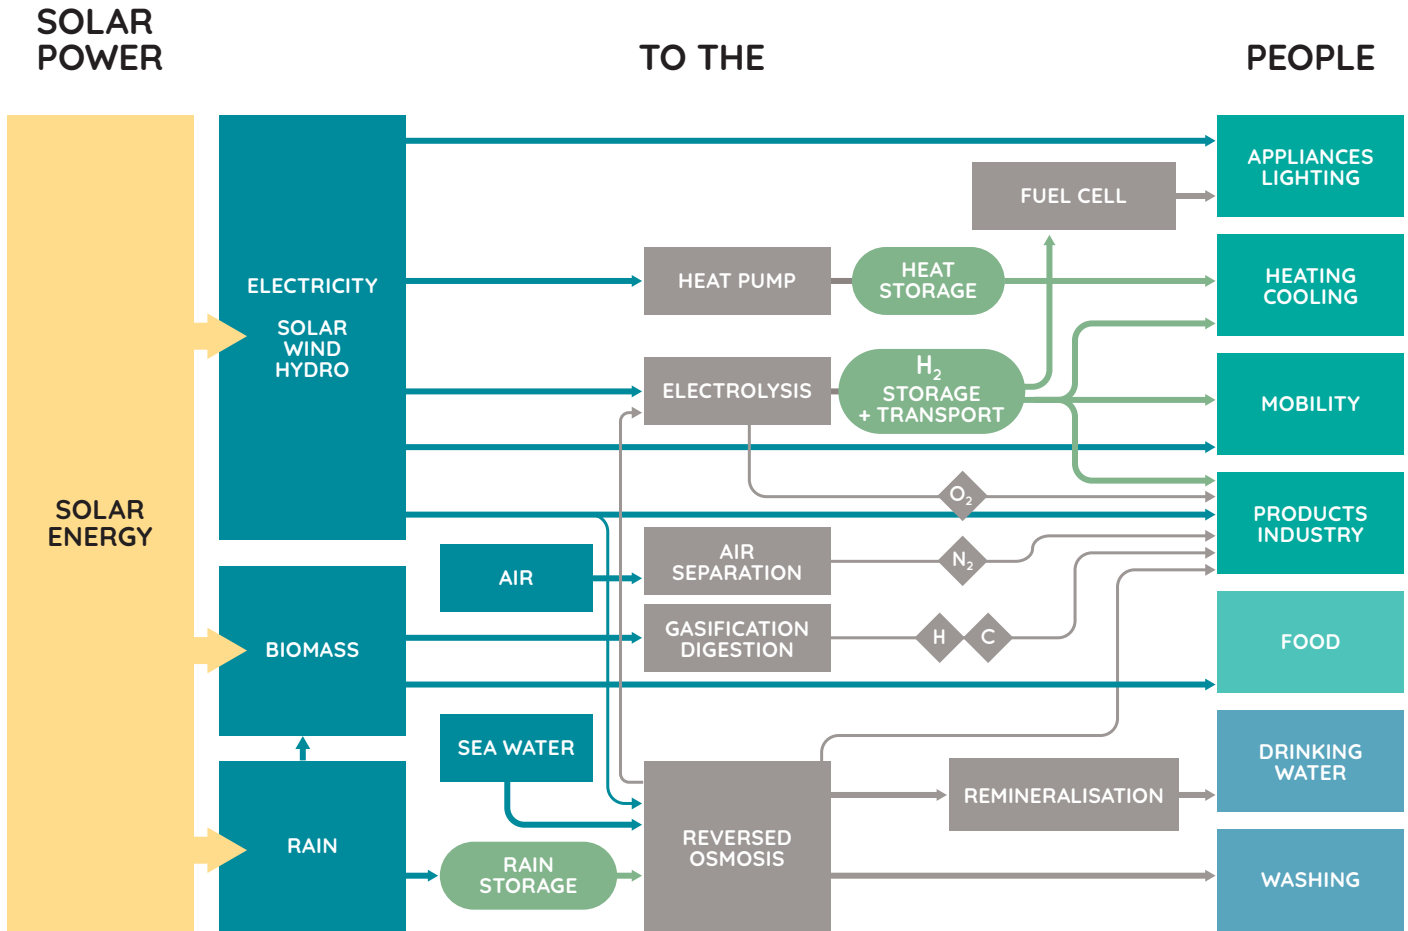 SOLAR
POWER
TO THE
PEOPLE
SOLAR
ENERGY
ELECTRICITY
SOLAR
WIND
HYDRO
BIOMASS
RAIN
AIR
SEA WATER
RAIN
STORAGE
HEAT PUMP
HEAT
STORAGE
ELECTROLYSIS
H₂
STORAGE
+ TRANSPORT
FUEL CELL
O₂
AIR
SEPARATION
N₂
GASIFICATION
DIGESTION
H
C
REVERSED
OSMOSIS
REMINERALISATION
APPLIANCES
LIGHTING
HEATING
COOLING
MOBILITY
PRODUCTS
INDUSTRY
FOOD
DRINKING
WATER
WASHING